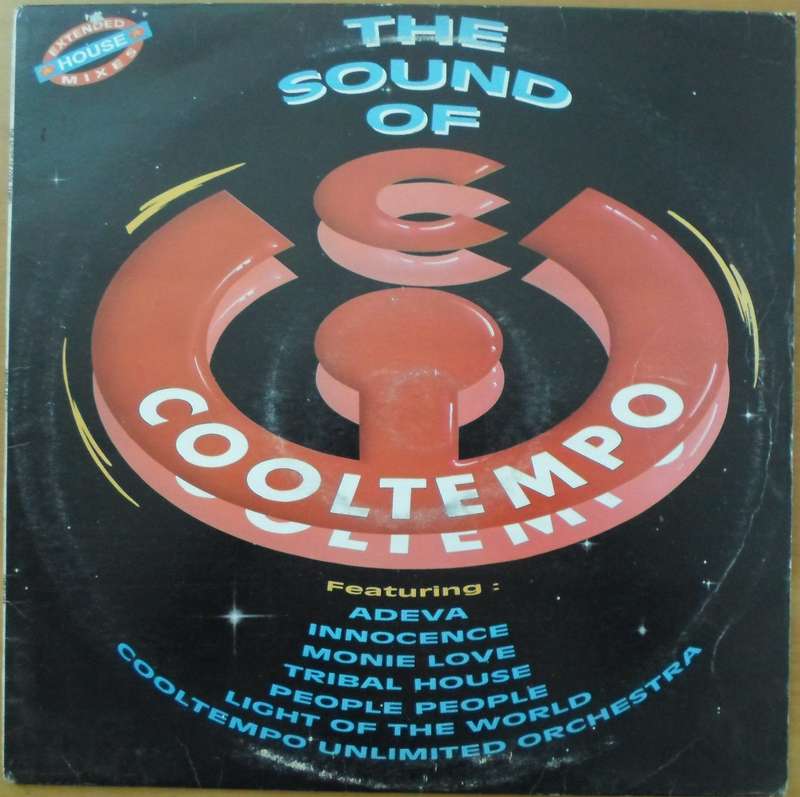 EXTENDED
HOUSE
MIXES
THE
SOUND
OF
COOLTEMPO
COOLTEMPO
Featuring :
ADEVA
INNOCENCE
MONIE LOVE
TRIBAL HOUSE
PEOPLE PEOPLE
LIGHT OF THE WORLD
COOLTEMPO UNLIMITED ORCHESTRA